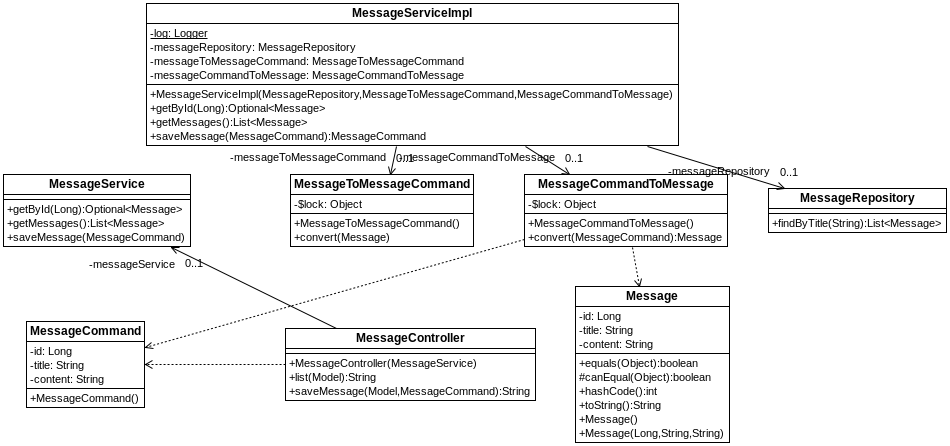 MessageServiceImpl
-log: Logger
-messageRepository: MessageRepository
-messageToMessageCommand: MessageToMessageCommand
-messageCommandToMessage: MessageCommandToMessage
+MessageServiceImpl(MessageRepository,MessageToMessageCommand,MessageCommandToMessage)
+getById(Long):Optional<Message>
+getMessages():List<Message>
+saveMessage(MessageCommand):MessageCommand
-messageToMessageCommand 0..1
-messageCommandToMessage 0..1
-messageRepository 0..1
MessageService
+getById(Long):Optional<Message>
+getMessages():List<Message>
+saveMessage(MessageCommand)
MessageToMessageCommand
-$lock: Object
+MessageToMessageCommand()
+convert(Message)
MessageCommandToMessage
-$lock: Object
+MessageCommandToMessage()
+convert(MessageCommand):Message
MessageRepository
+findByTitle(String):List<Message>
-messageService 0..1
MessageCommand
-id: Long
-title: String
-content: String
+MessageCommand()
MessageController
+MessageController(MessageService)
+list(Model):String
+saveMessage(Model,MessageCommand):String
Message
-id: Long
-title: String
-content: String
+equals(Object):boolean
#canEqual(Object):boolean
+hashCode():int
+toString():String
+Message()
+Message(Long,String,String)